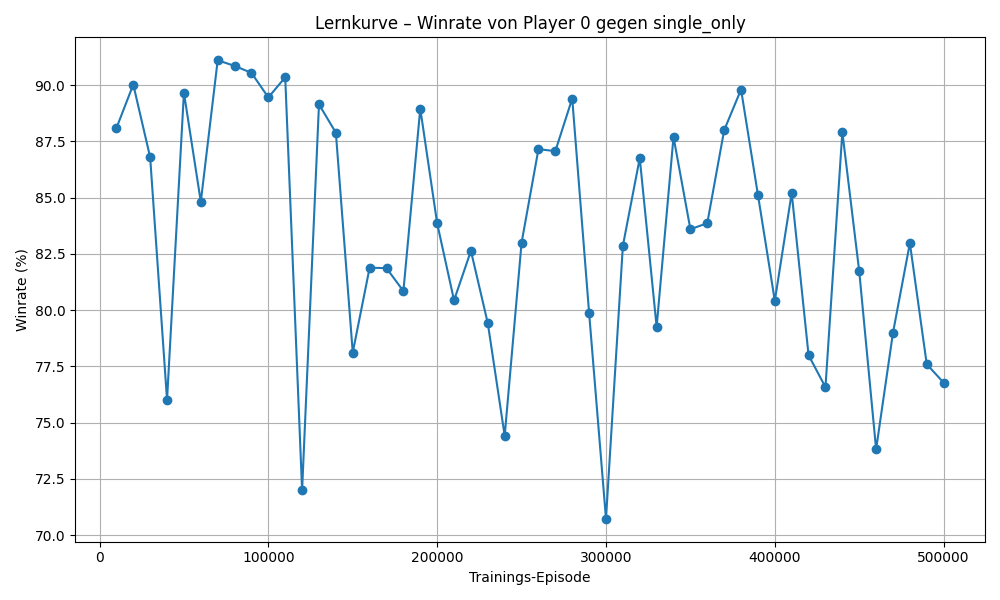 Lernkurve – Winrate von Player 0 gegen single_only
Winrate (%)
90.0
87.5
85.0
82.5
80.0
77.5
75.0
72.5
70.0
0 100000 200000 300000 400000 500000
Trainings-Episode